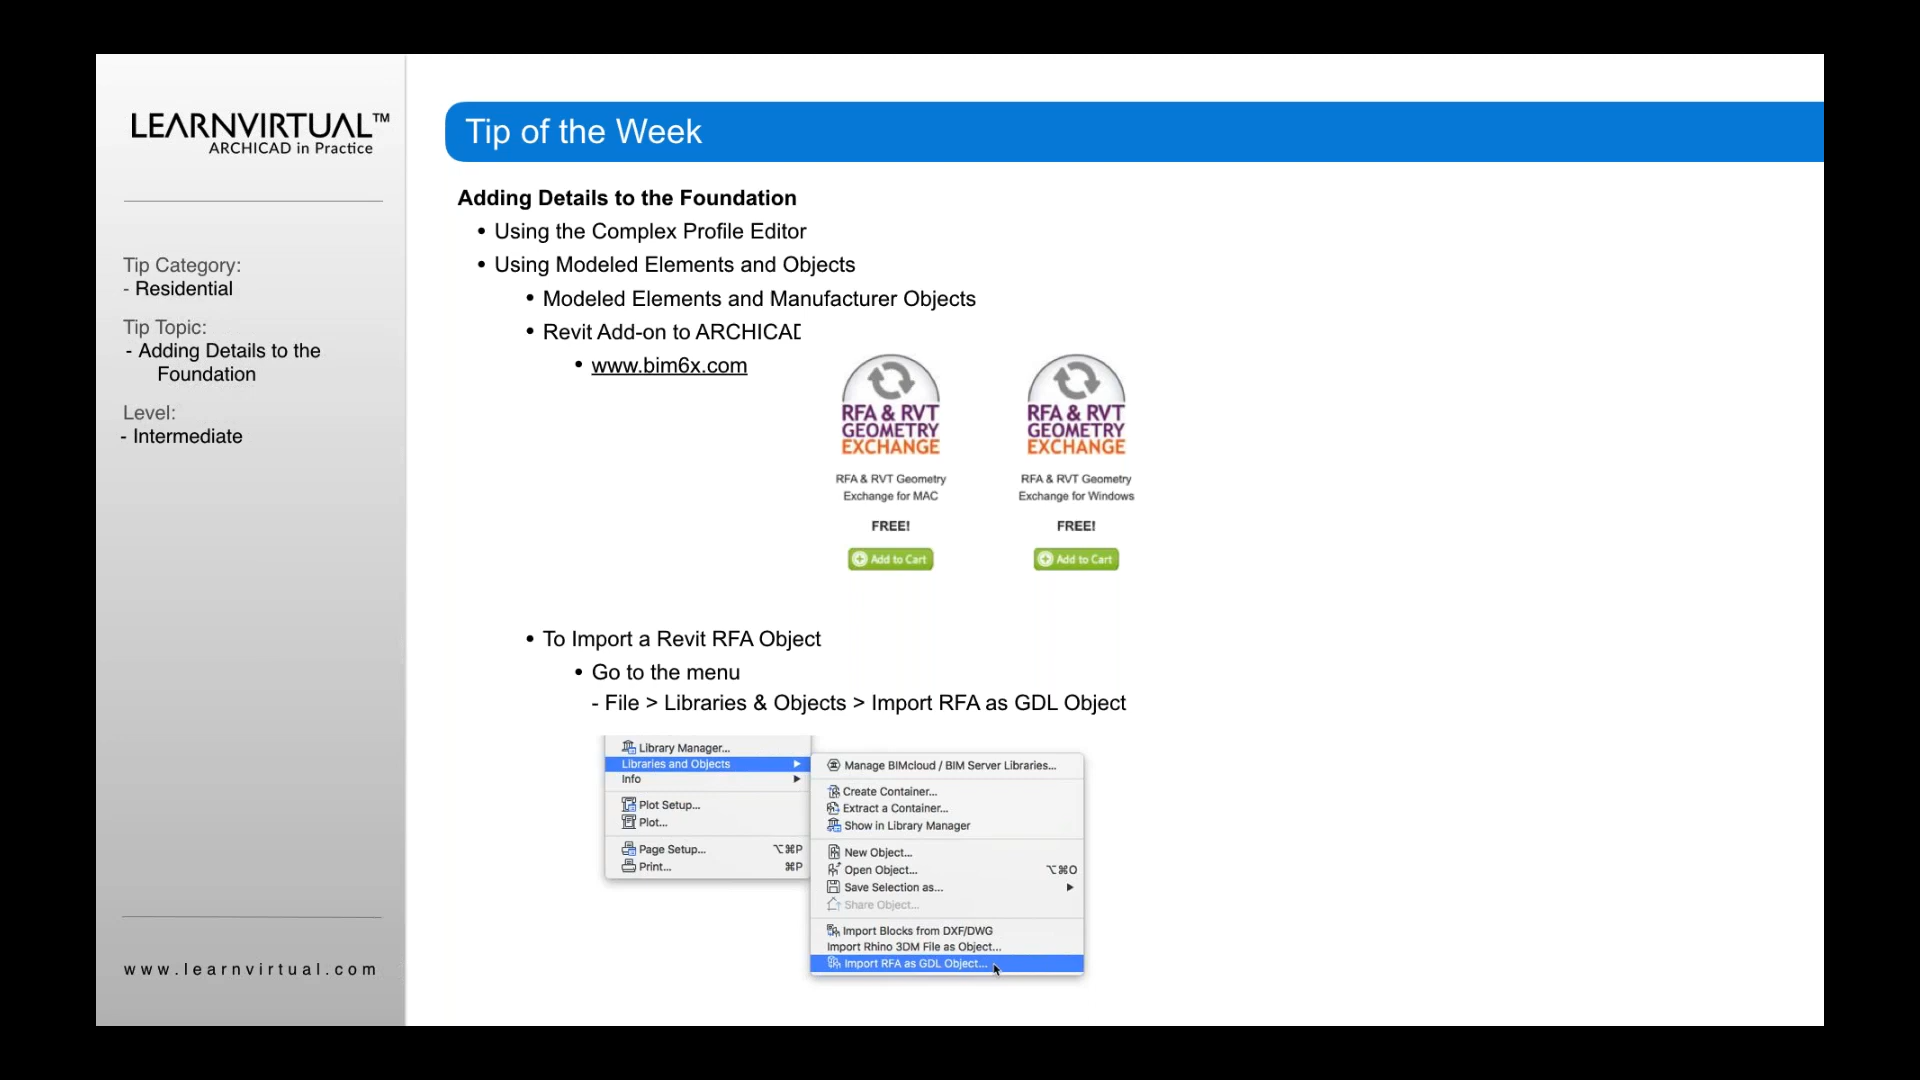 LEARNVIRTUAL™
ARCHICAD in Practice
Tip Category:
- Residential
Tip Topic:
- Adding Details to the
Foundation
Level:
- Intermediate
www.learnvirtual.com
Tip of the Week
Adding Details to the Foundation
• Using the Complex Profile Editor
• Using Modeled Elements and Objects
• Modeled Elements and Manufacturer Objects
• Revit Add-on to ARCHICAD
• www.bim6x.com
RFA & RVT
GEOMETRY
EXCHANGE
RFA & RVT Geometry
Exchange for MAC
FREE!
Add to Cart
RFA & RVT
GEOMETRY
EXCHANGE
RFA & RVT Geometry
Exchange for Windows
FREE!
Add to Cart
• To Import a Revit RFA Object
• Go to the menu
- File > Libraries & Objects > Import RFA as GDL Object
Library Manager...
Libraries and Objects
Info
Plot Setup...
Plot...
Page Setup... ⌥⌘P
Print... ⌘P
Manage BIMcloud / BIM Server Libraries...
Create Container...
Extract a Container...
Show in Library Manager
New Object...
Open Object... ⌥⌘O
Save Selection as...
Share Object...
Import Blocks from DXF/DWG
Import Rhino 3DM File as Object...
Import RFA as GDL Object...